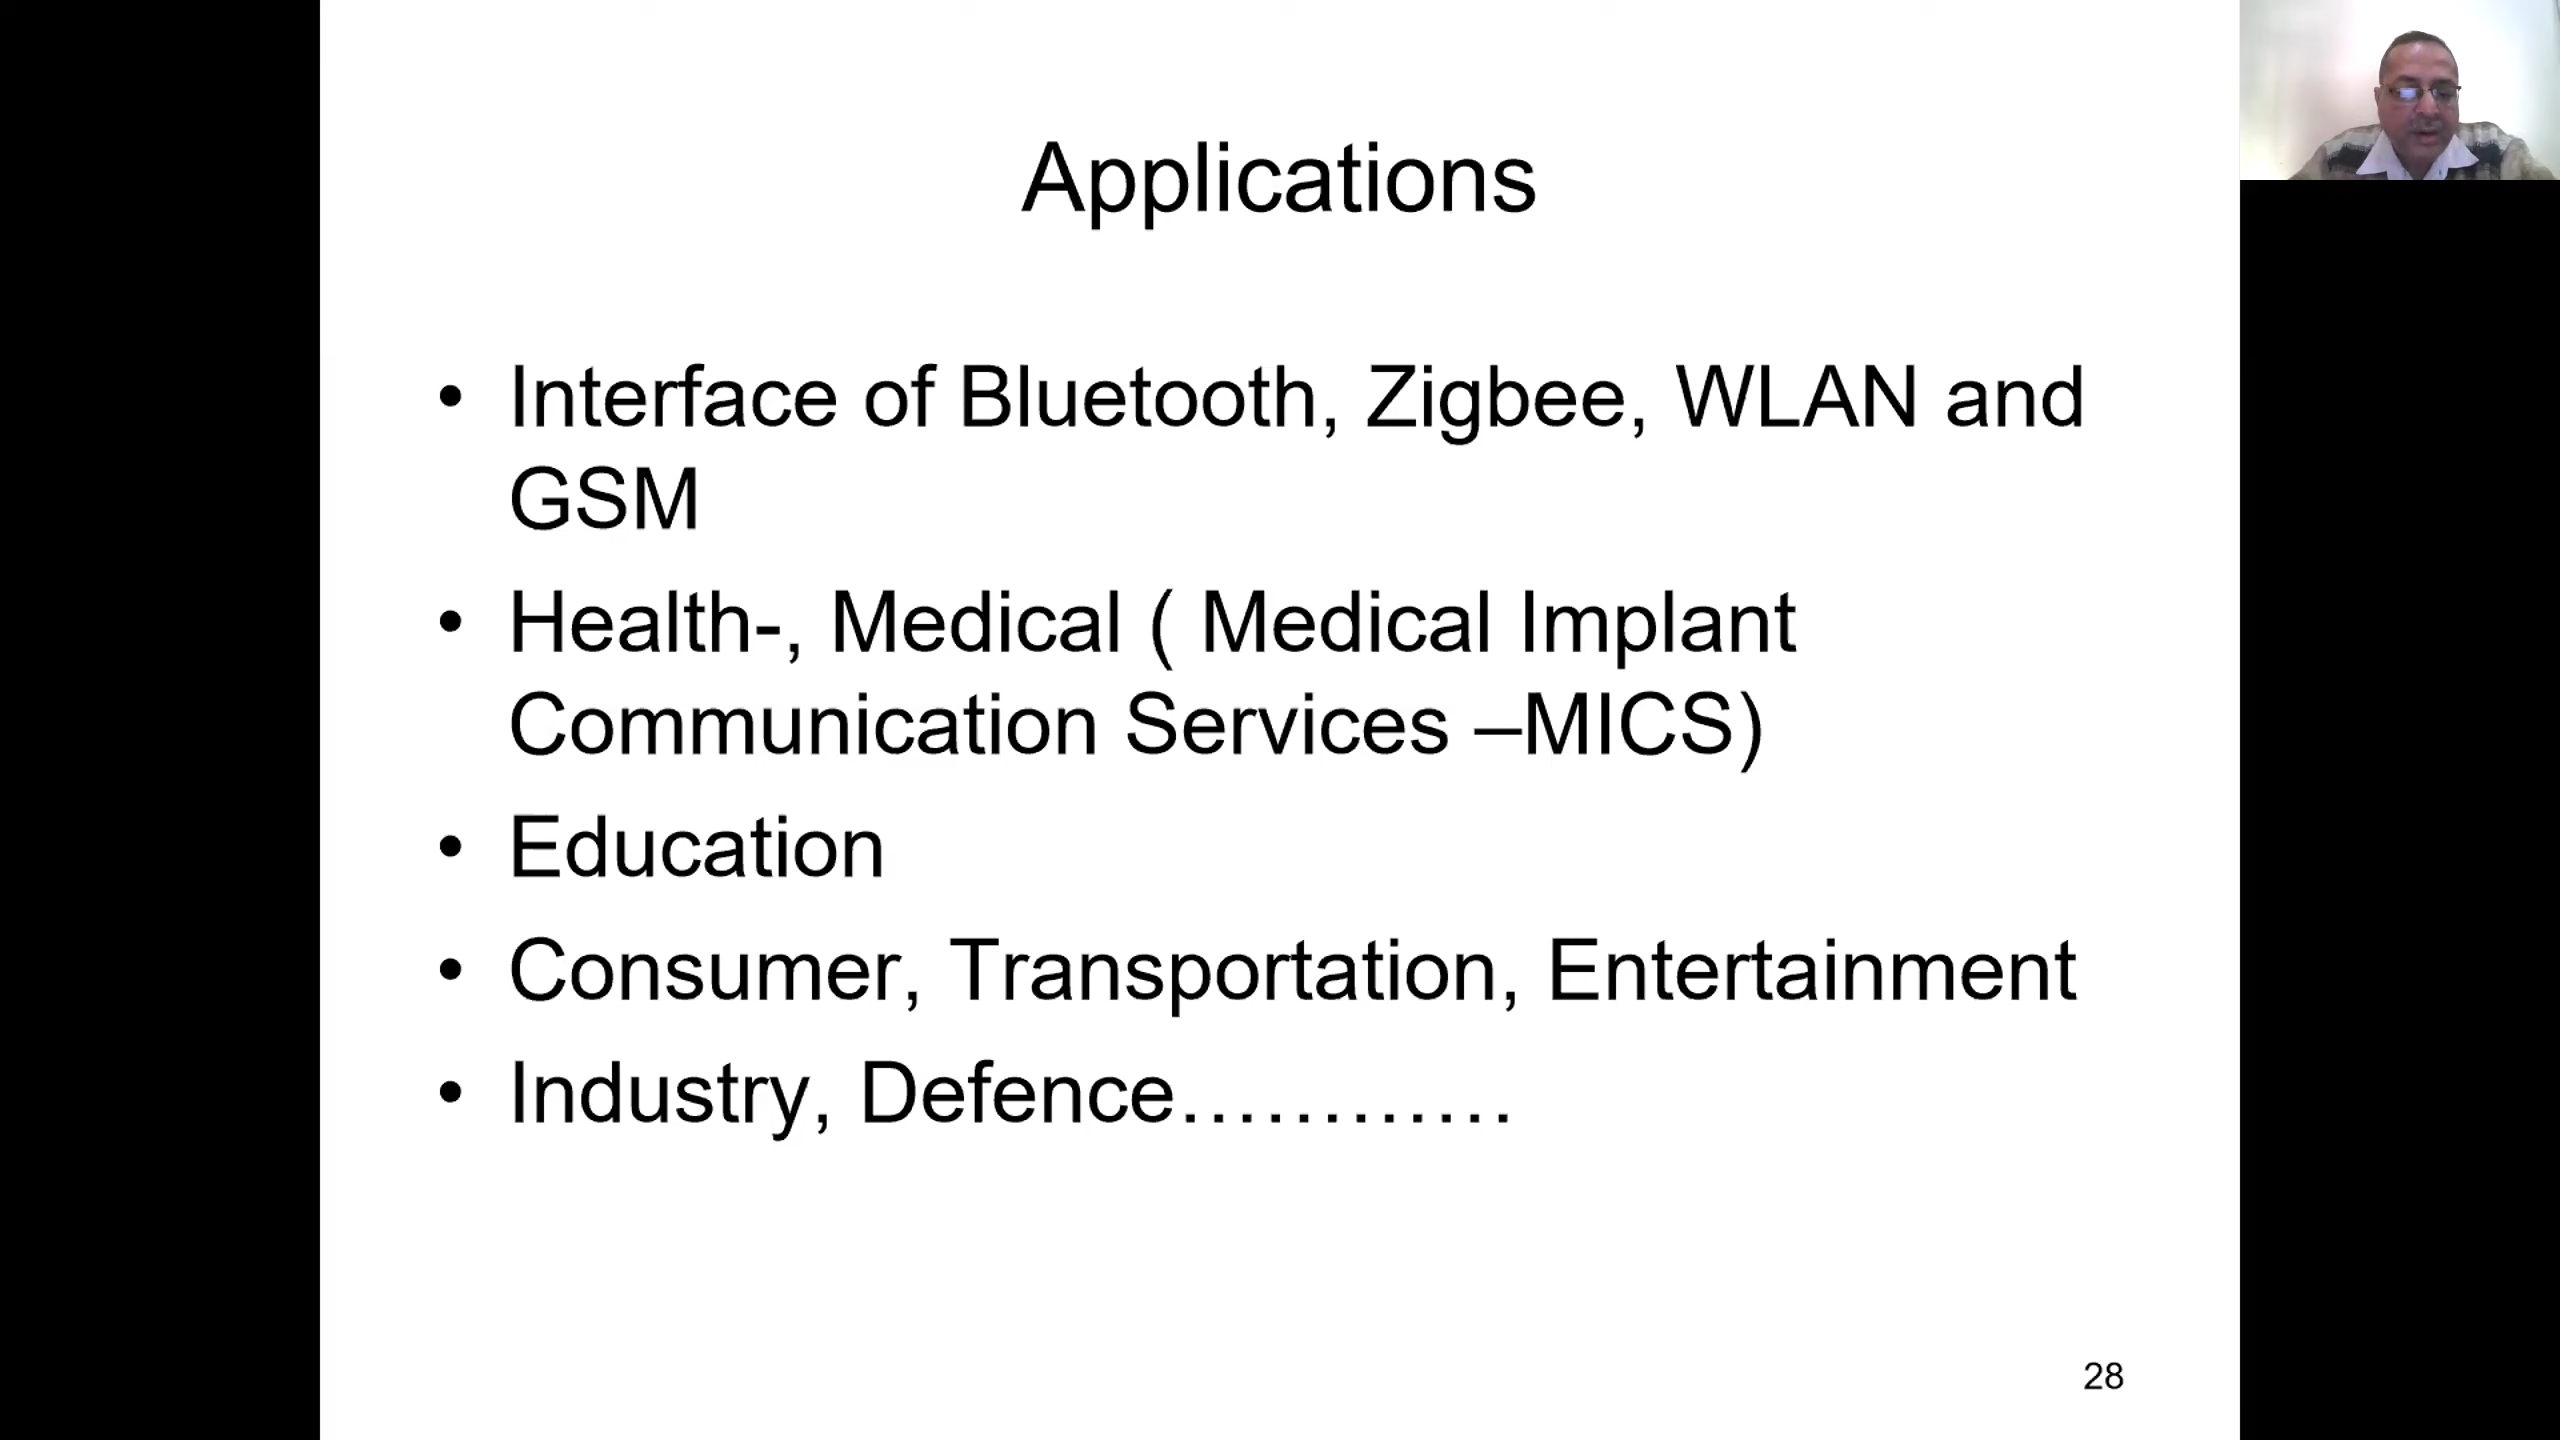 Applications
• Interface of Bluetooth, Zigbee, WLAN and
GSM
• Health-, Medical ( Medical Implant
Communication Services –MICS)
• Education
• Consumer, Transportation, Entertainment
• Industry, Defence…………
28